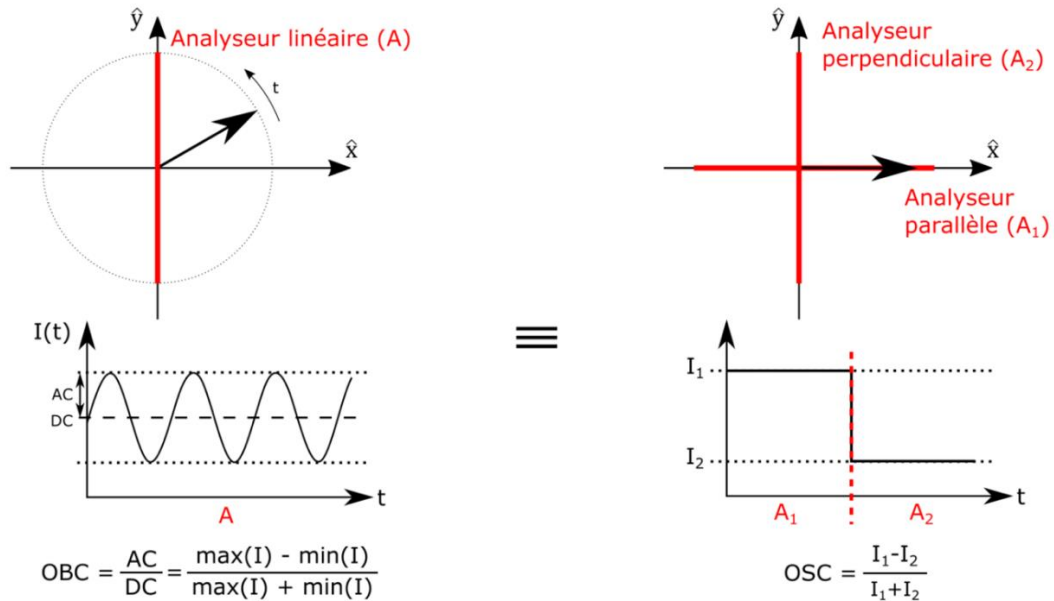 ŷ
Analyseur linéaire (A)
t
x̂
I(t)
AC
DC
t
A
OBC = AC/DC = max(I) - min(I)/max(I) + min(I)
≡
ŷ
Analyseur
perpendiculaire (A₂)
x̂
Analyseur
parallèle (A₁)
I₁
I₂
t
A₁
A₂
OSC = I₁-I₂/I₁+I₂